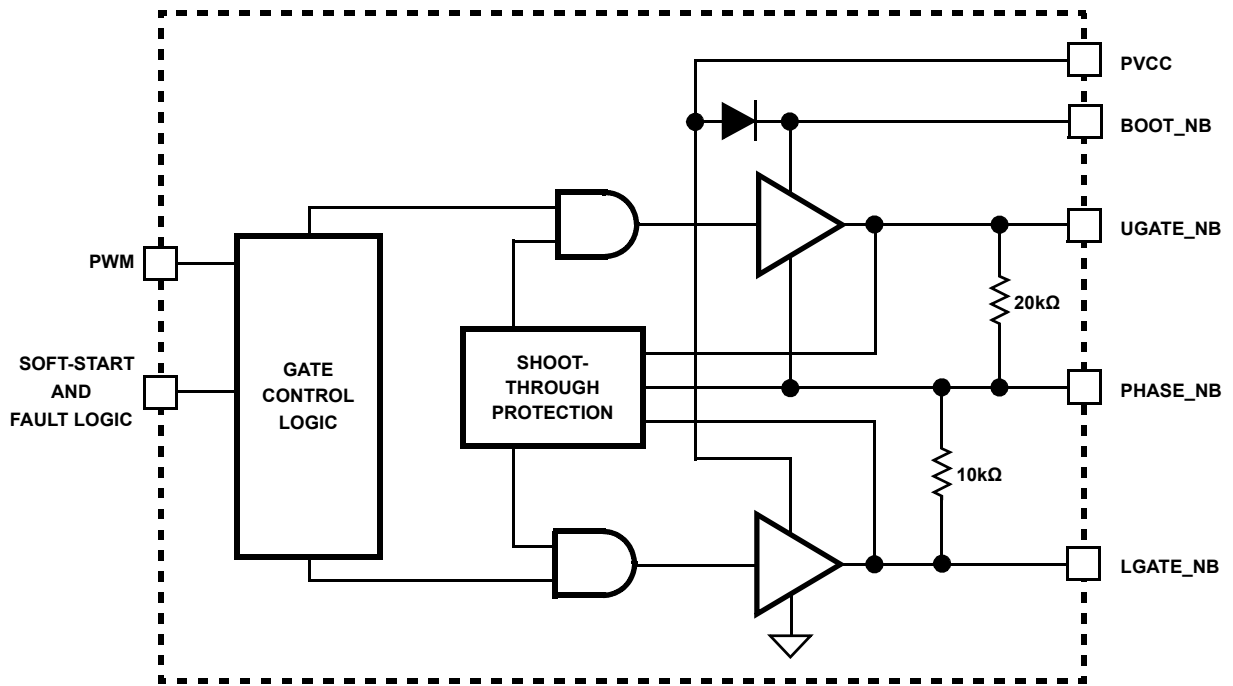 PVCC
BOOT_NB
UGATE_NB
PWM
20kΩ
SOFT-START
AND
FAULT LOGIC
GATE
CONTROL
LOGIC
SHOOT-
THROUGH
PROTECTION
PHASE_NB
10kΩ
LGATE_NB